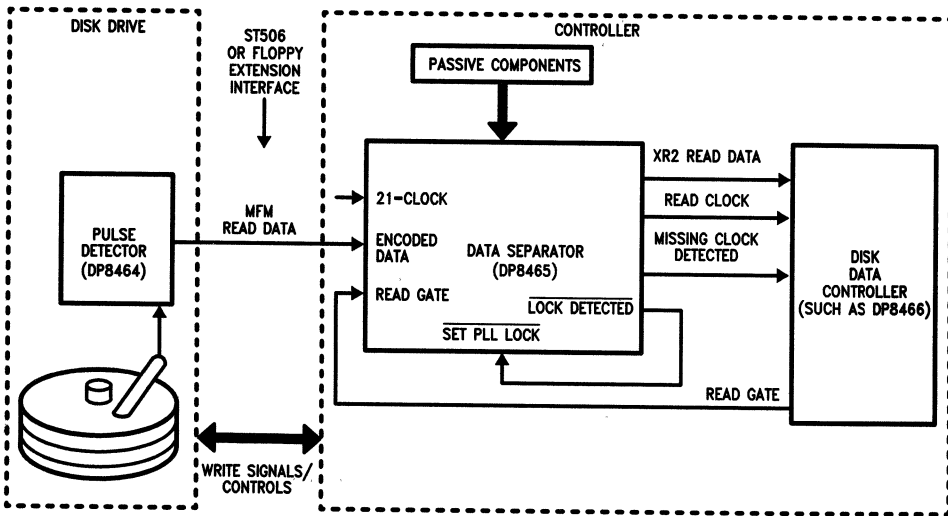 DISK DRIVE
ST506
OR FLOPPY
EXTENSION
INTERFACE
CONTROLLER
PASSIVE COMPONENTS
PULSE
DETECTOR
(DP8464)
MFM
READ DATA
21-CLOCK
ENCODED
DATA
READ GATE
DATA SEPARATOR
(DP8465)
LOCK DETECTED
SET PLL LOCK
XR2 READ DATA
READ CLOCK
MISSING CLOCK
DETECTED
DISK
DATA
CONTROLLER
(SUCH AS DP8466)
READ GATE
WRITE SIGNALS/
CONTROLS